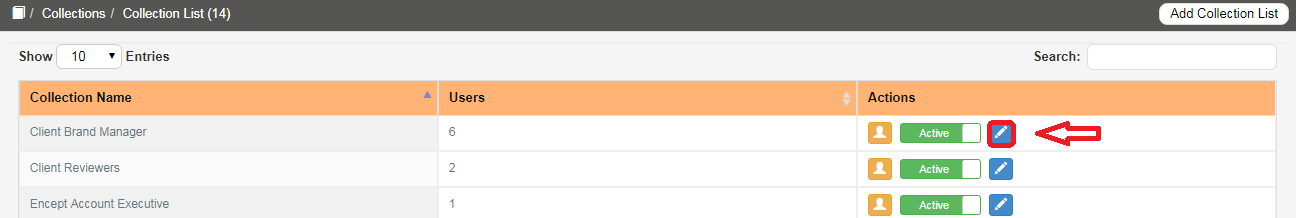 / Collections / Collection List (14) Add Collection List
Show 10 Entries Search:
Collection Name Users Actions
Client Brand Manager 6 Active
Client Reviewers 2 Active
Encept Account Executive 1 Active